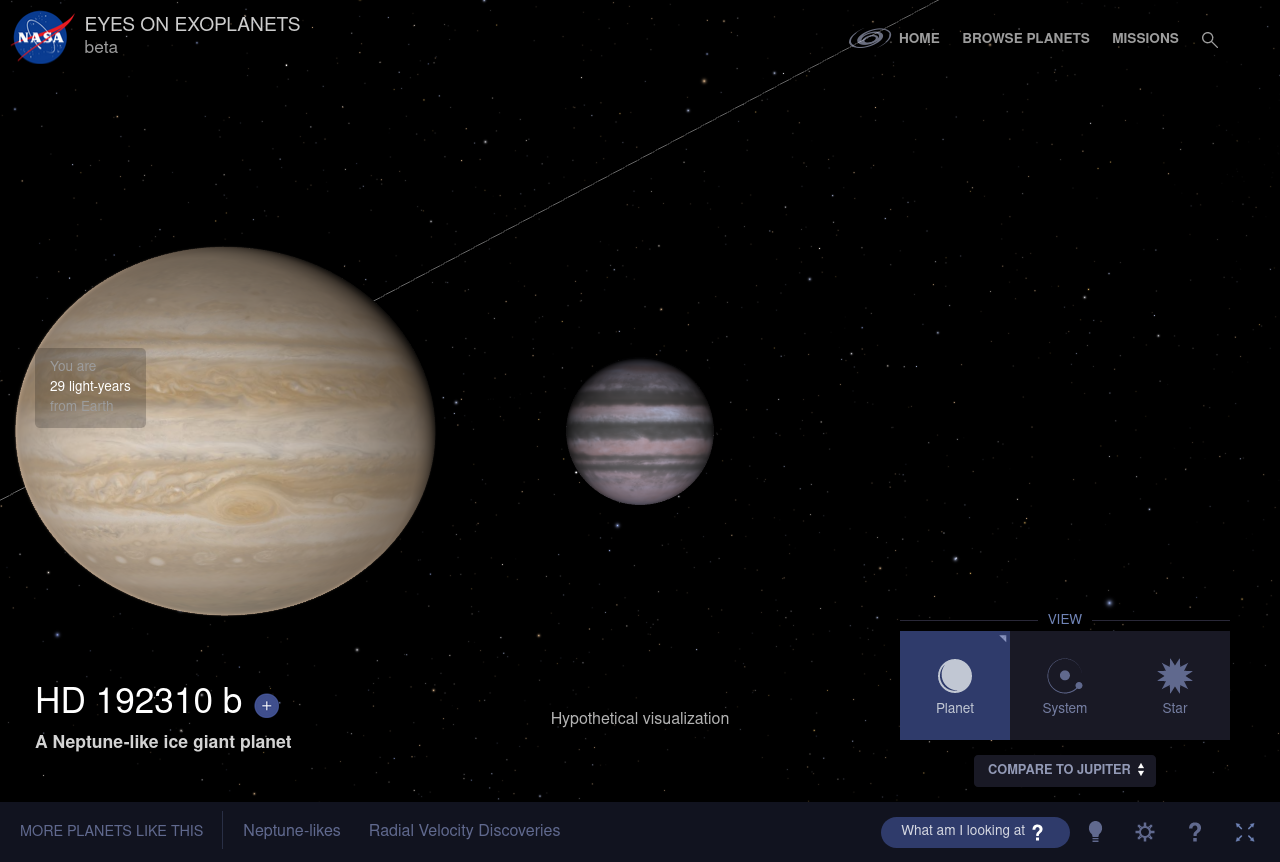 NASA
EYES ON EXOPLANETS
beta
HOME
BROWSE PLANETS
MISSIONS
You are
29 light-years
from Earth
HD 192310 b +
A Neptune-like ice giant planet
Hypothetical visualization
VIEW
Planet
System
Star
COMPARE TO JUPITER
MORE PLANETS LIKE THIS
Neptune-likes
Radial Velocity Discoveries
What am I looking at ?
?